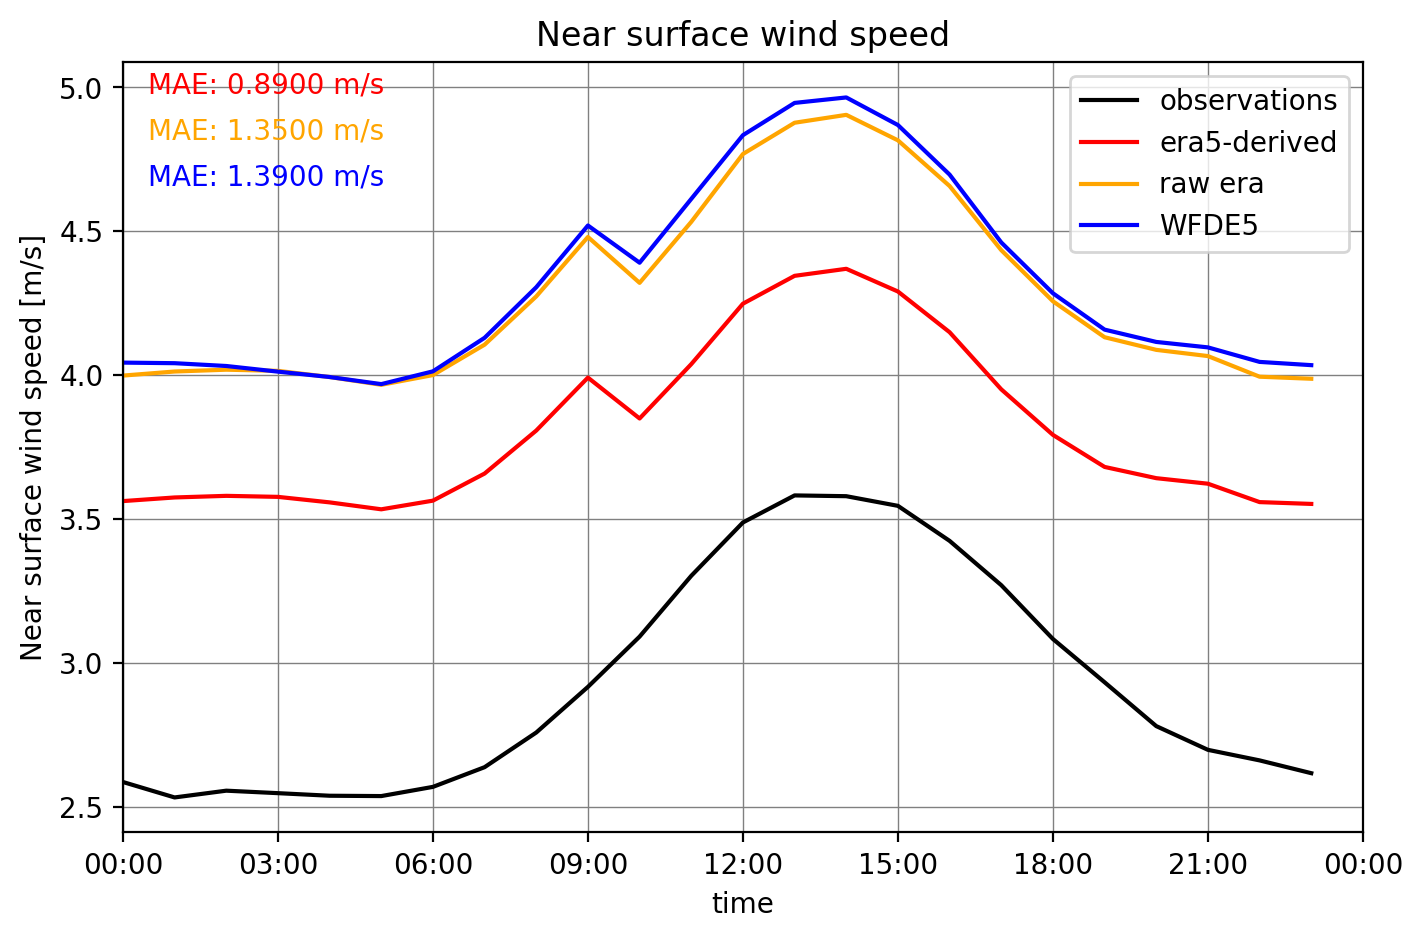 Near surface wind speed
MAE: 0.8900 m/s
MAE: 1.3500 m/s
MAE: 1.3900 m/s
observations
era5-derived
raw era
WFDE5
Near surface wind speed [m/s]
5.0
4.5
4.0
3.5
3.0
2.5
00:00 03:00 06:00 09:00 12:00 15:00 18:00 21:00 00:00
time